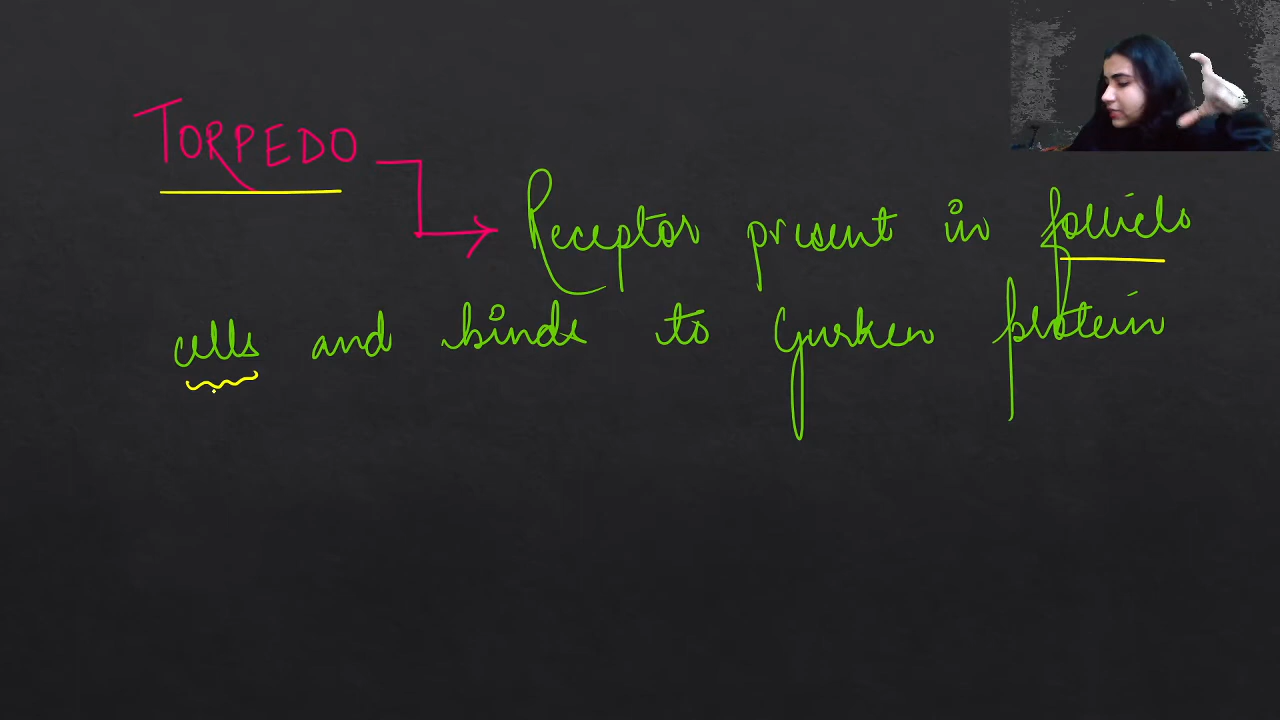 TORPEDO
Receptor present in follicle
cells and binds to Gurken protein